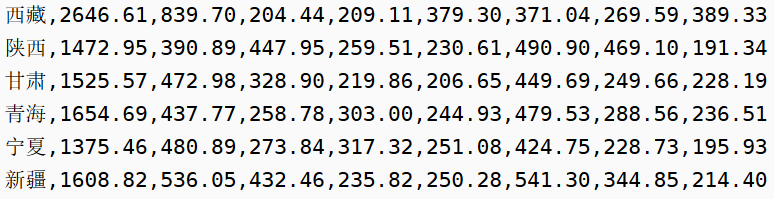 西藏,2646.61,839.70,204.44,209.11,379.30,371.04,269.59,389.33
陕西,1472.95,390.89,447.95,259.51,230.61,490.90,469.10,191.34
甘肃,1525.57,472.98,328.90,219.86,206.65,449.69,249.66,228.19
青海,1654.69,437.77,258.78,303.00,244.93,479.53,288.56,236.51
宁夏,1375.46,480.89,273.84,317.32,251.08,424.75,228.73,195.93
新疆,1608.82,536.05,432.46,235.82,250.28,541.30,344.85,214.40